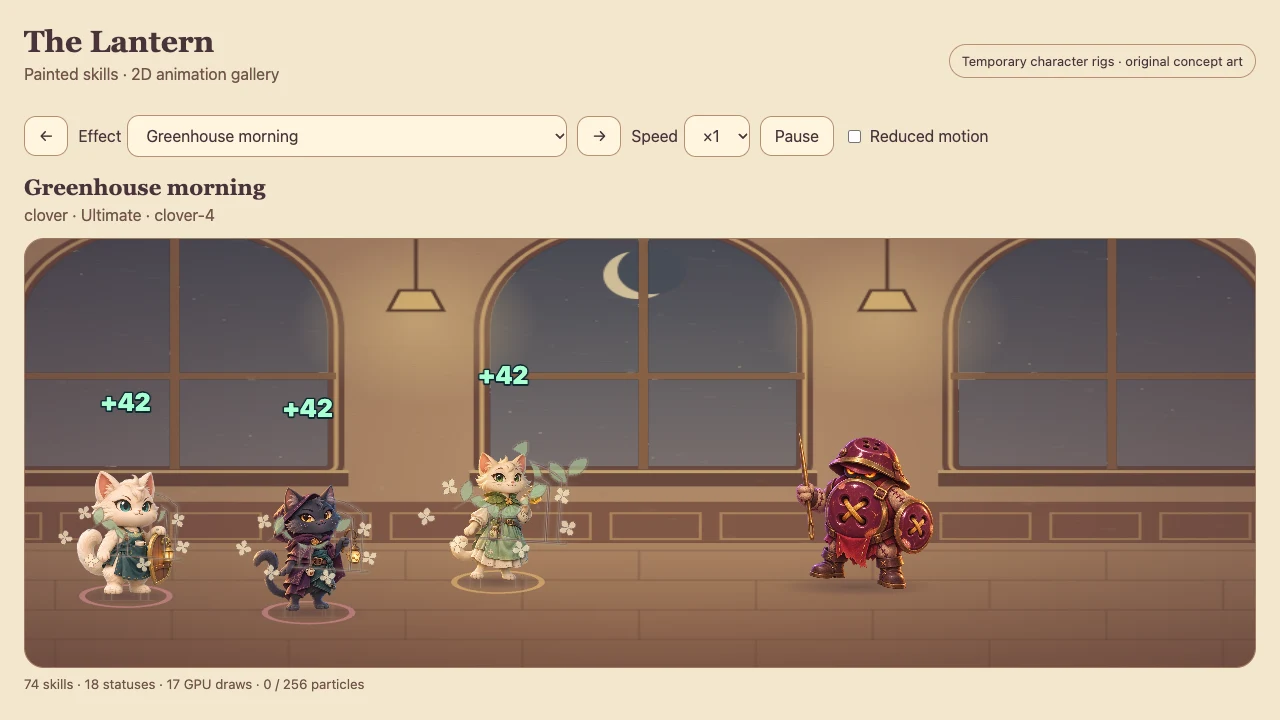 The Lantern
Painted skills · 2D animation gallery
Temporary character rigs · original concept art
← Effect Greenhouse morning → Speed ×1 Pause Reduced motion
Greenhouse morning
clover · Ultimate · clover-4
+42
+42
+42
74 skills · 18 statuses · 17 GPU draws · 0 / 256 particles